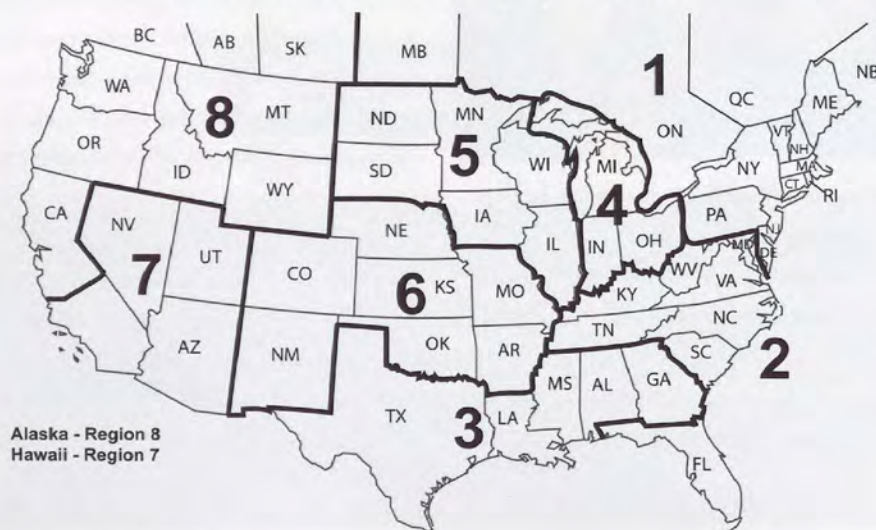 BC
AB
SK
MB
1
QC
ON
NB
ME
VT
NH
MA
CT
RI
NY
WA
MT
ND
MN
8
5
OR
ID
WY
SD
WI
MI
4
PA
NJ
MD
DE
CA
NV
UT
7
NE
IA
IL
IN
OH
WV
VA
CO
6
KS
MO
KY
NC
TN
AZ
NM
OK
AR
SC
2
MS
AL
GA
TX
3
LA
FL
Alaska - Region 8
Hawaii - Region 7